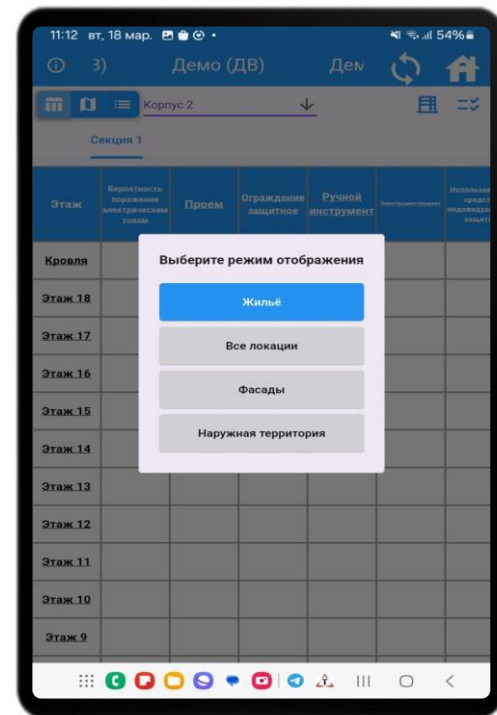 11:12 вт, 18 мар.
54%
3) Демо (ДВ) Дем
Корпус 2
Секция 1
Этаж
Вероятность
поражения
электрическим
током
Проем
Ограждение
защитное
Ручной
инструмент
Электроинструмент
Использов
средст
индивидуа
защит
Выберите режим отображения
Жильё
Все локации
Фасады
Наружная территория
Кровля
Этаж 18
Этаж 17
Этаж 16
Этаж 15
Этаж 14
Этаж 13
Этаж 12
Этаж 11
Этаж 10
Этаж 9